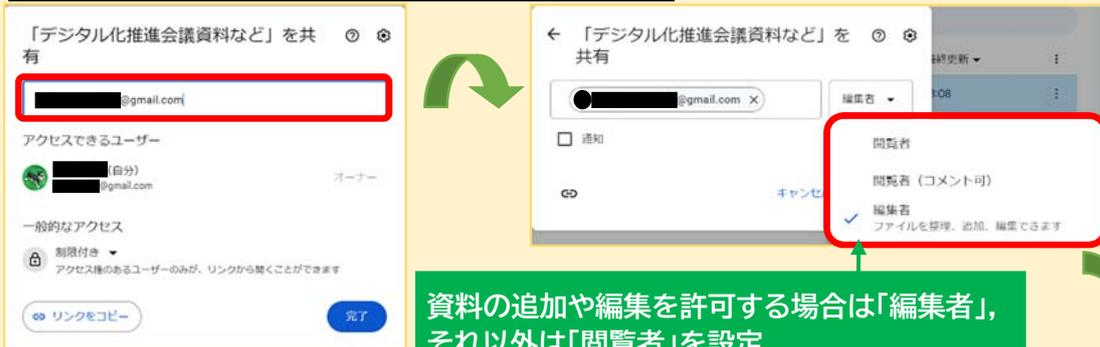 「デジタル化推進会議資料など」を共
有
@gmail.com
アクセスできるユーザー
(自分)
@gmail.com
オーナー
一般的なアクセス
制限付き
アクセス権のあるユーザーのみが、リンクから開くことができます
リンクをコピー
完了
「デジタル化推進会議資料など」を
共有
@gmail.com
編集者
通知
キャンセ
最終更新
3:08
閲覧者
閲覧者（コメント可）
編集者
ファイルを整理、追加、編集できます
資料の追加や編集を許可する場合は「編集者」，
それ以外は「閲覧者」を設定